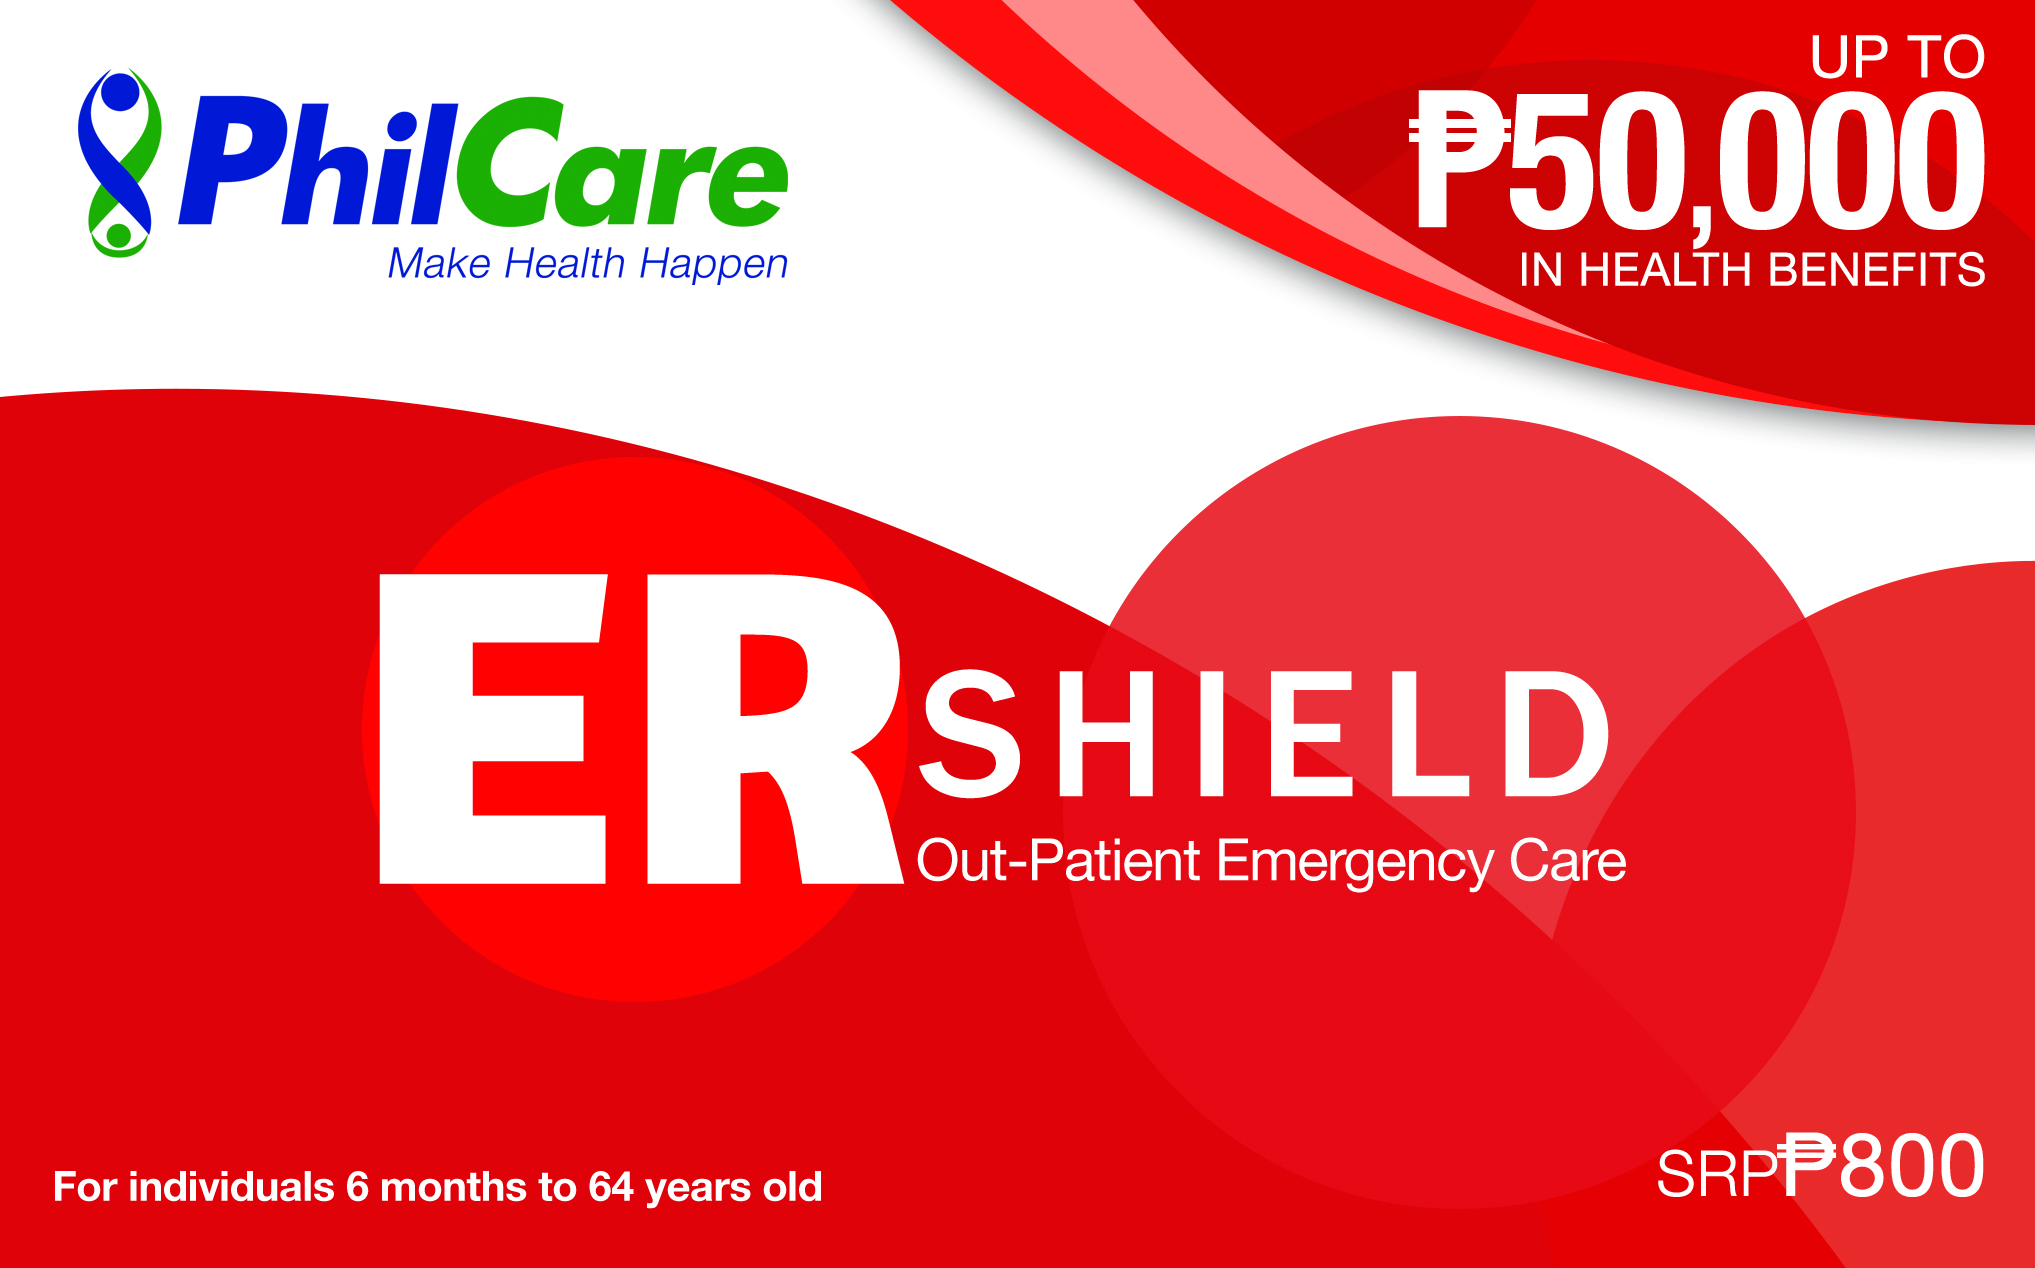 PhilCare
Make Health Happen
UP TO
₱50,000
IN HEALTH BENEFITS
ER SHIELD
Out-Patient Emergency Care
For individuals 6 months to 64 years old
SRP₱800